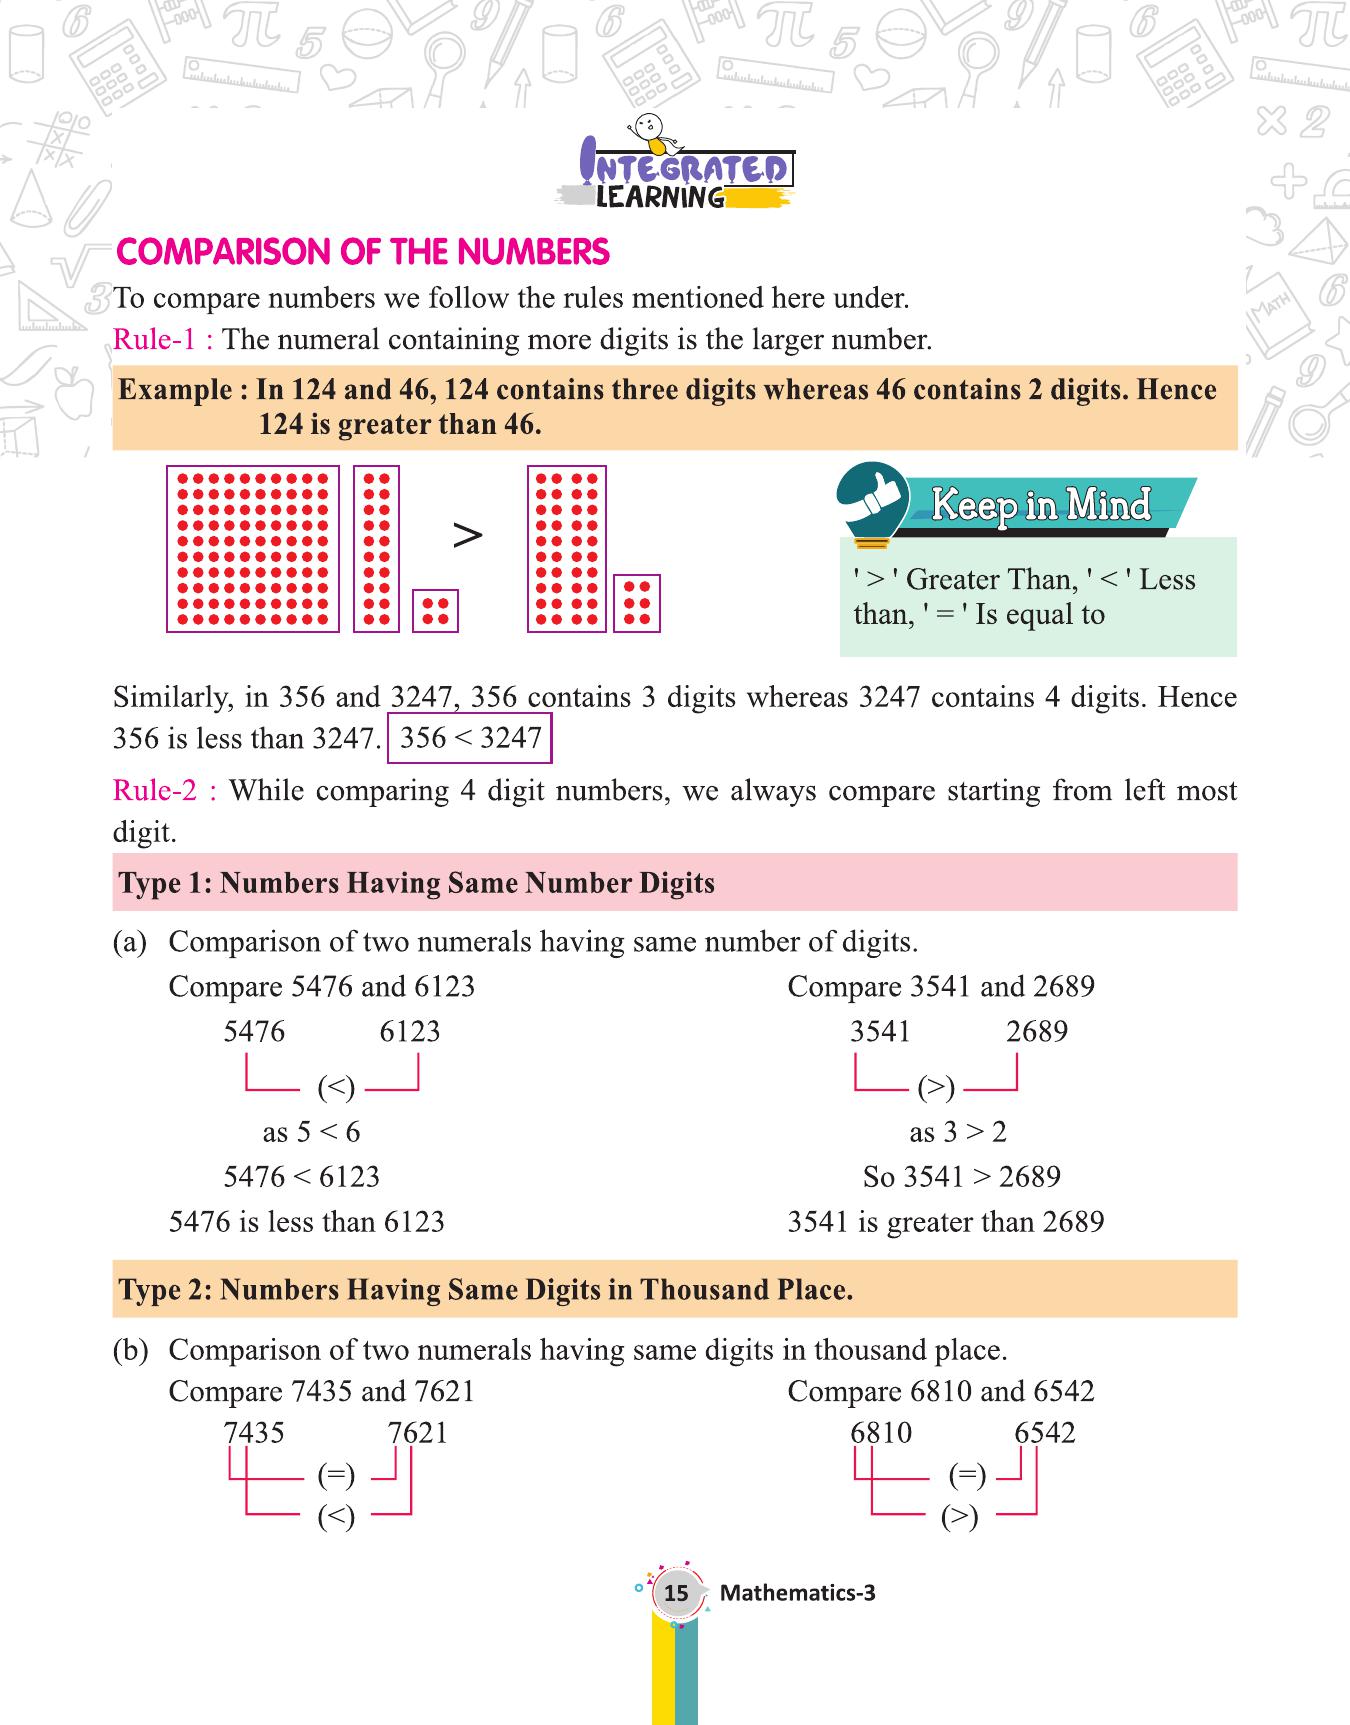 INTEGRATED
LEARNING
COMPARISON OF THE NUMBERS
To compare numbers we follow the rules mentioned here under.
Rule-1 : The numeral containing more digits is the larger number.
Example : In 124 and 46, 124 contains three digits whereas 46 contains 2 digits. Hence
124 is greater than 46.
>
Keep in Mind
' > ' Greater Than, ' < ' Less
than, ' = ' Is equal to
Similarly, in 356 and 3247, 356 contains 3 digits whereas 3247 contains 4 digits. Hence
356 is less than 3247. 356 < 3247
Rule-2 : While comparing 4 digit numbers, we always compare starting from left most
digit.
Type 1: Numbers Having Same Number Digits
(a) Comparison of two numerals having same number of digits.
Compare 5476 and 6123
5476 6123
(<)
as 5 < 6
5476 < 6123
5476 is less than 6123
Compare 3541 and 2689
3541 2689
(>)
as 3 > 2
So 3541 > 2689
3541 is greater than 2689
Type 2: Numbers Having Same Digits in Thousand Place.
(b) Comparison of two numerals having same digits in thousand place.
Compare 7435 and 7621
7435 7621
(=)
(<)
Compare 6810 and 6542
6810 6542
(=)
(>)
15 Mathematics-3